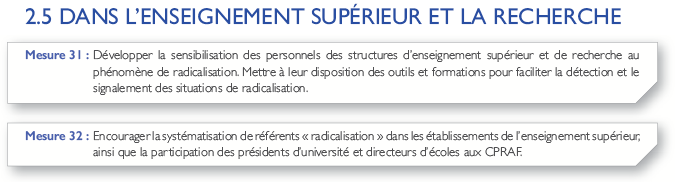 2.5 DANS L'ENSEIGNEMENT SUPÉRIEUR ET LA RECHERCHE
Mesure 31 : Développer la sensibilisation des personnels des structures d'enseignement supérieur et de recherche au
phénomène de radicalisation. Mettre à leur disposition des outils et formations pour faciliter la détection et le
signalement des situations de radicalisation.
Mesure 32 : Encourager la systématisation de référents « radicalisation » dans les établissements de l'enseignement supérieur,
ainsi que la participation des présidents d'université et directeurs d'écoles aux CPRAF.